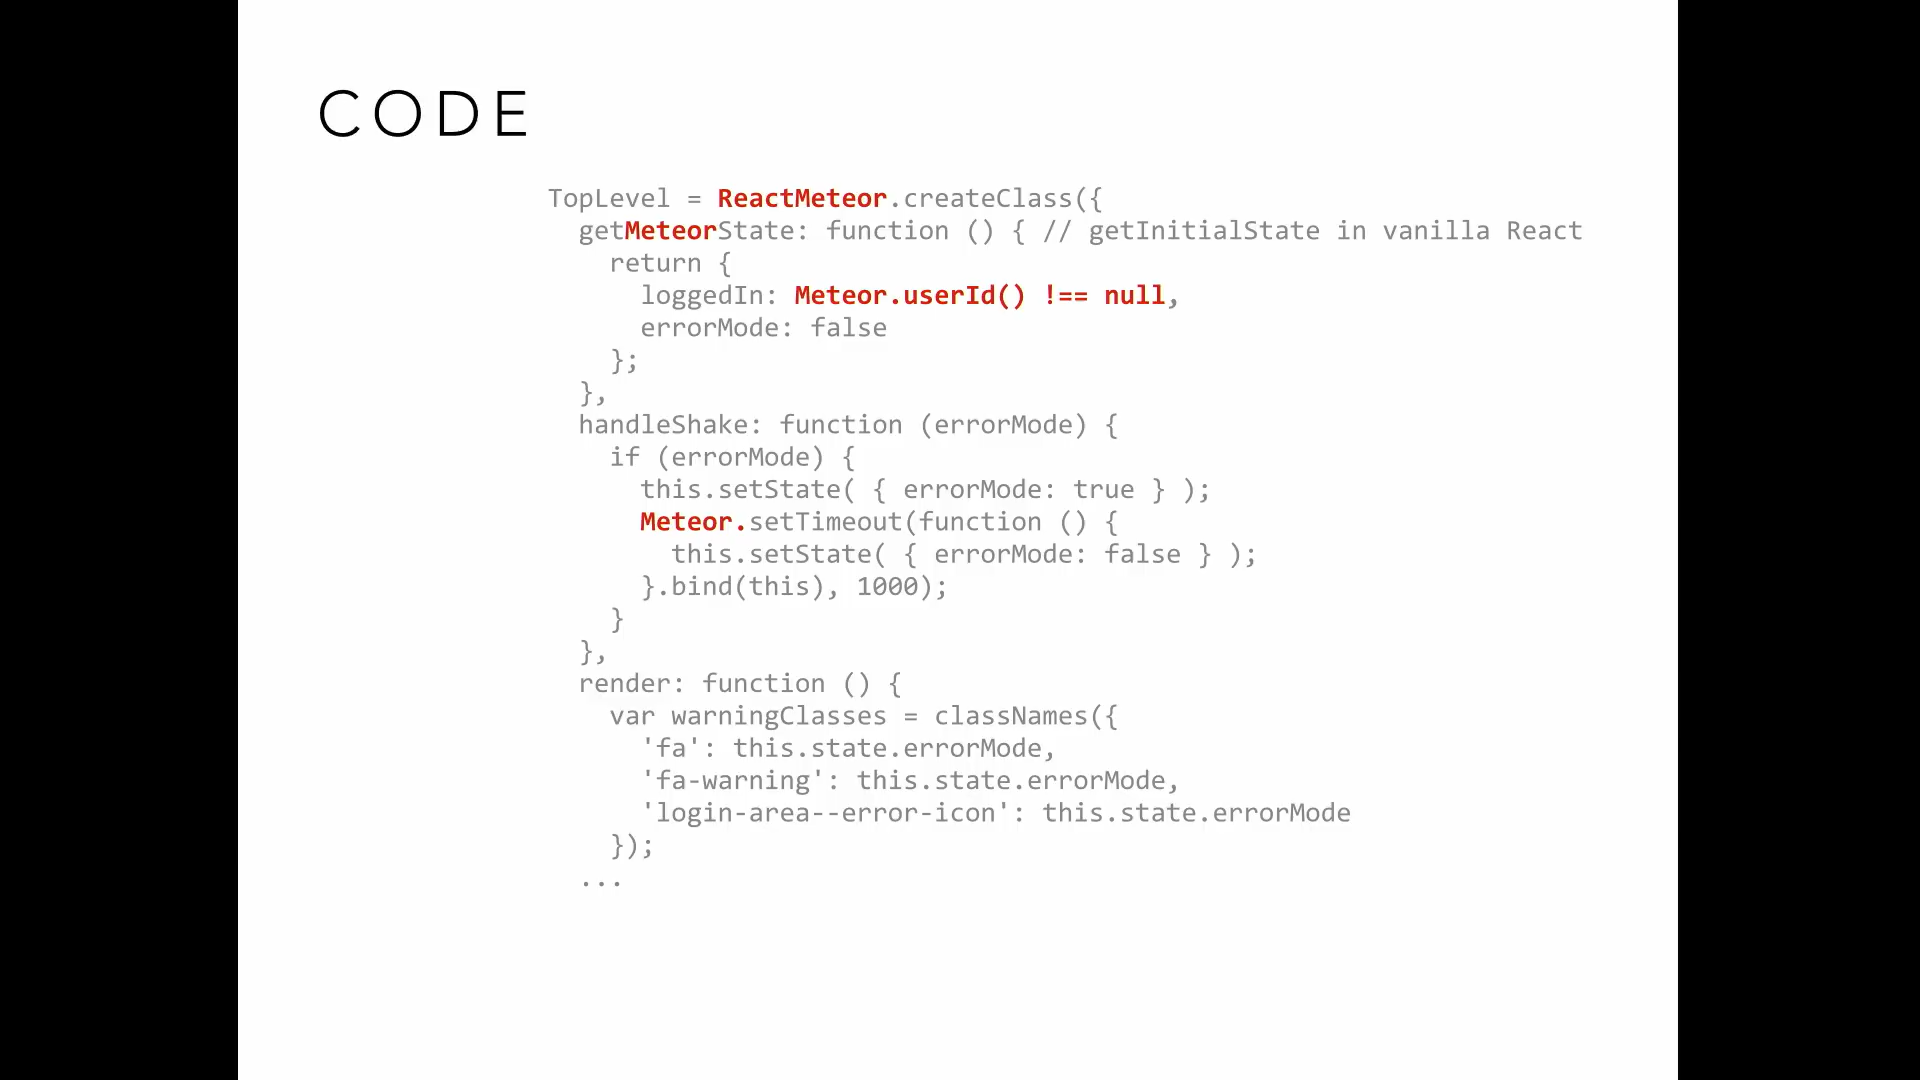 CODE
TopLevel = ReactMeteor.createClass({
  getMeteorState: function () { // getInitialState in vanilla React
    return {
      loggedIn: Meteor.userId() !== null,
      errorMode: false
    };
  },
  handleShake: function (errorMode) {
    if (errorMode) {
      this.setState( { errorMode: true } );
      Meteor.setTimeout(function () {
        this.setState( { errorMode: false } );
      }.bind(this), 1000);
    }
  },
  render: function () {
    var warningClasses = classNames({
      'fa': this.state.errorMode,
      'fa-warning': this.state.errorMode,
      'login-area--error-icon': this.state.errorMode
    });
  ...